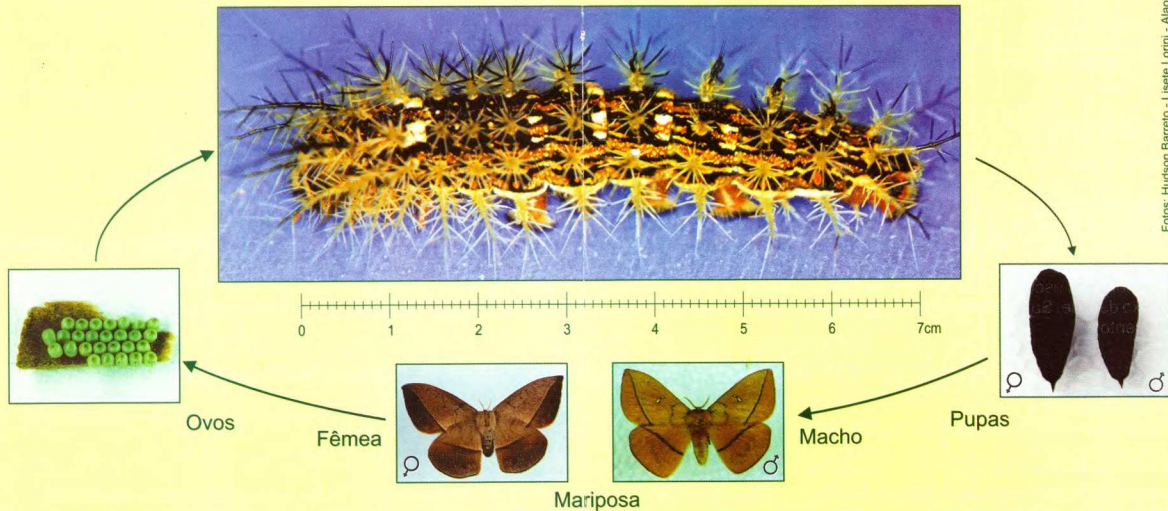 Fotos: Hudson Barreto - Lisete Lorini - Alan
0 1 2 3 4 5 6 7cm
Ovos
Fêmea
♀
♂
Macho
Pupas
♀
♂
Mariposa